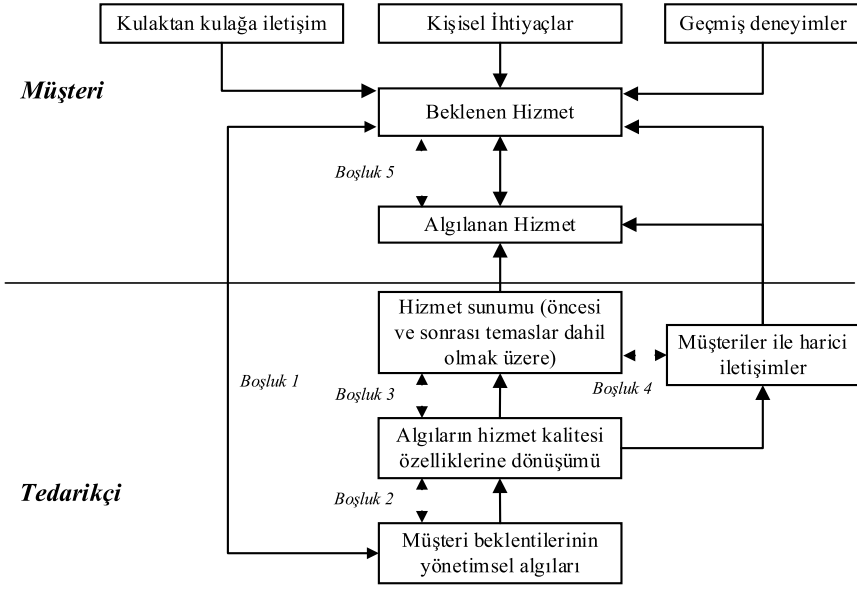 Kulaktan kulağa iletişim
Kişisel İhtiyaçlar
Geçmiş deneyimler
Müşteri
Beklenen Hizmet
Boşluk 5
Algılanan Hizmet
Hizmet sunumu (öncesi
ve sonrası temaslar dahil
olmak üzere)
Müşteriler ile harici
iletişimler
Boşluk 1
Boşluk 3
Boşluk 4
Algıların hizmet kalitesi
özelliklerine dönüşümü
Tedarikçi
Boşluk 2
Müşteri beklentilerinin
yönetimsel algıları